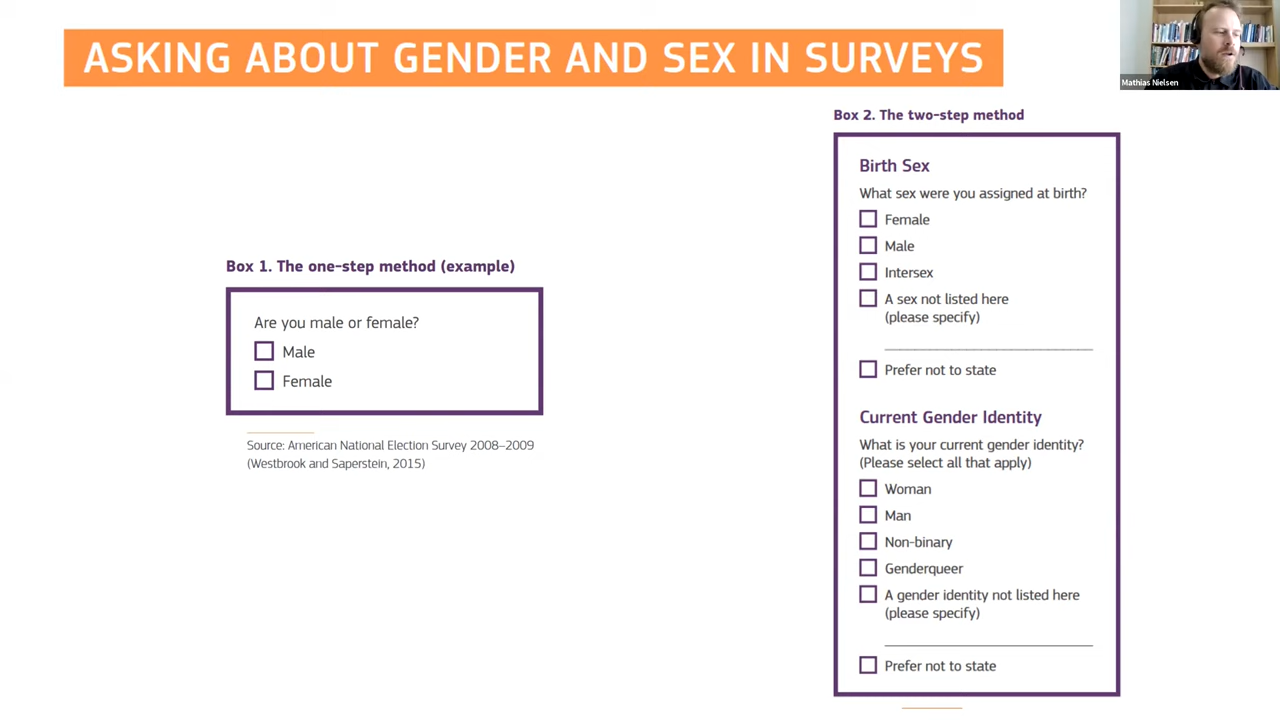 ASKING ABOUT GENDER AND SEX IN SURVEYS
Mathias Nielsen
Box 1. The one-step method (example)
Are you male or female?
Male
Female
Source: American National Election Survey 2008–2009
(Westbrook and Saperstein, 2015)
Box 2. The two-step method
Birth Sex
What sex were you assigned at birth?
Female
Male
Intersex
A sex not listed here
(please specify)
Prefer not to state
Current Gender Identity
What is your current gender identity?
(Please select all that apply)
Woman
Man
Non-binary
Genderqueer
A gender identity not listed here
(please specify)
Prefer not to state